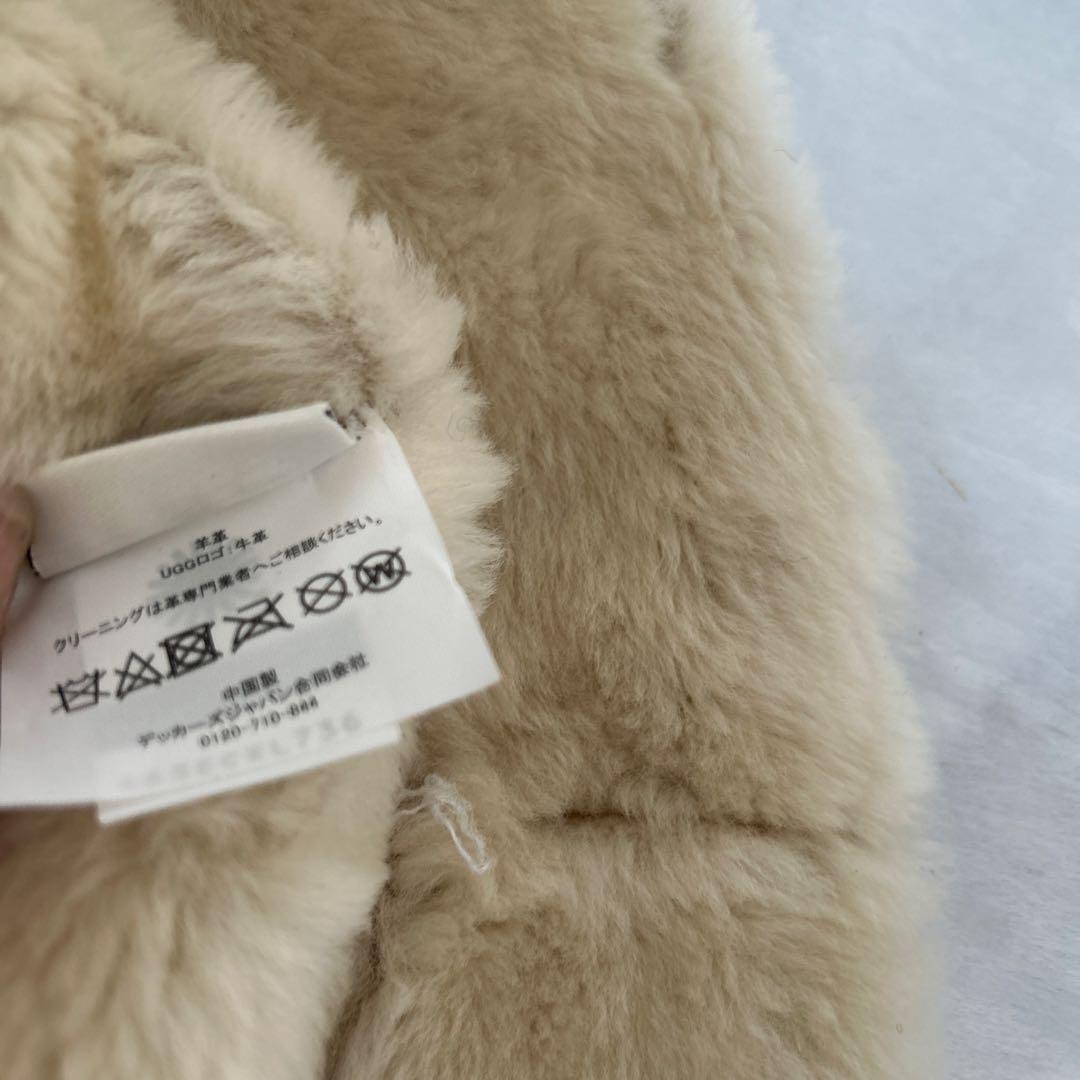 羊革
UGGロゴ:牛革
クリーニングは革専門業者へご相談ください。
中国製
デッカーズジャパン合同会社
0120-710-844